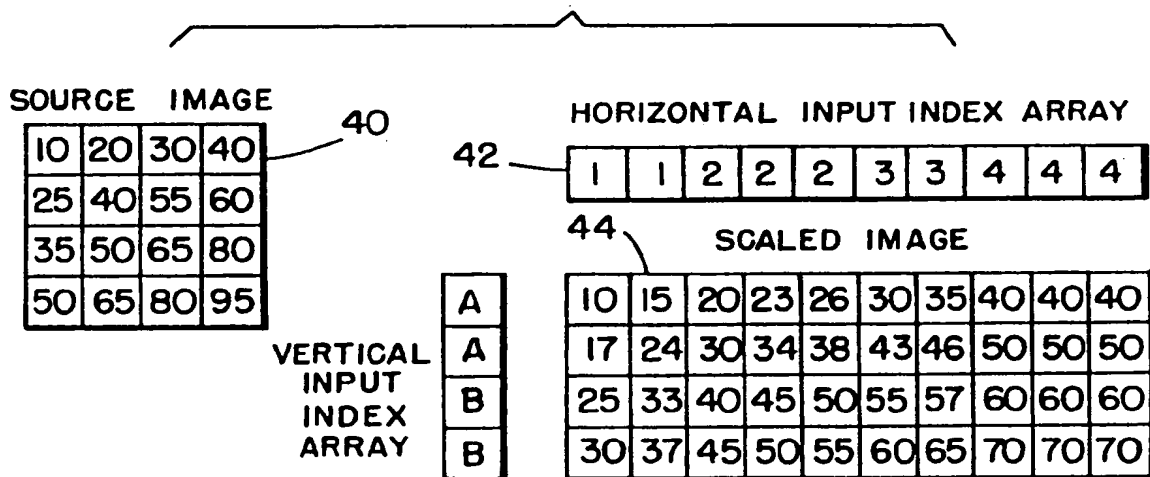 SOURCE IMAGE
40
10 20 30 40
25 40 55 60
35 50 65 80
50 65 80 95
HORIZONTAL INPUT INDEX ARRAY
42
1 1 2 2 2 3 3 4 4 4
44
SCALED IMAGE
VERTICAL
INPUT
INDEX
ARRAY
A
A
B
B
10 15 20 23 26 30 35 40 40 40
17 24 30 34 38 43 46 50 50 50
25 33 40 45 50 55 57 60 60 60
30 37 45 50 55 60 65 70 70 70